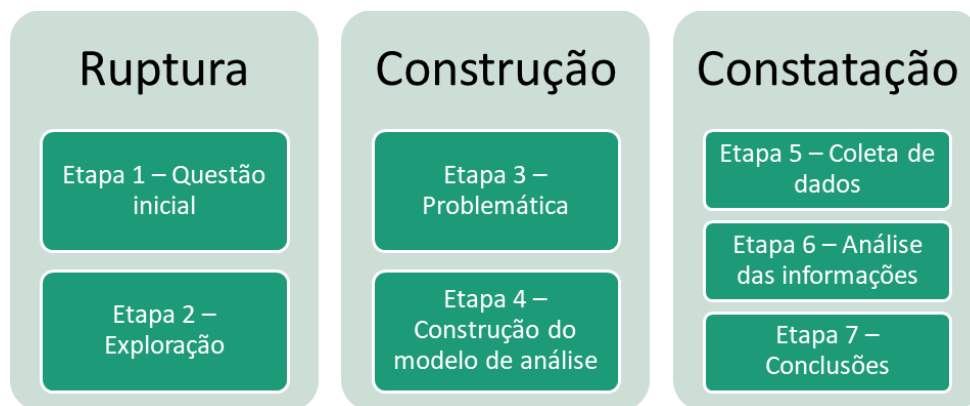 Ruptura
Etapa 1 – Questão
inicial
Etapa 2 –
Exploração
Construção
Etapa 3 –
Problemática
Etapa 4 –
Construção do
modelo de análise
Constatação
Etapa 5 – Coleta de
dados
Etapa 6 – Análise
das informações
Etapa 7 –
Conclusões